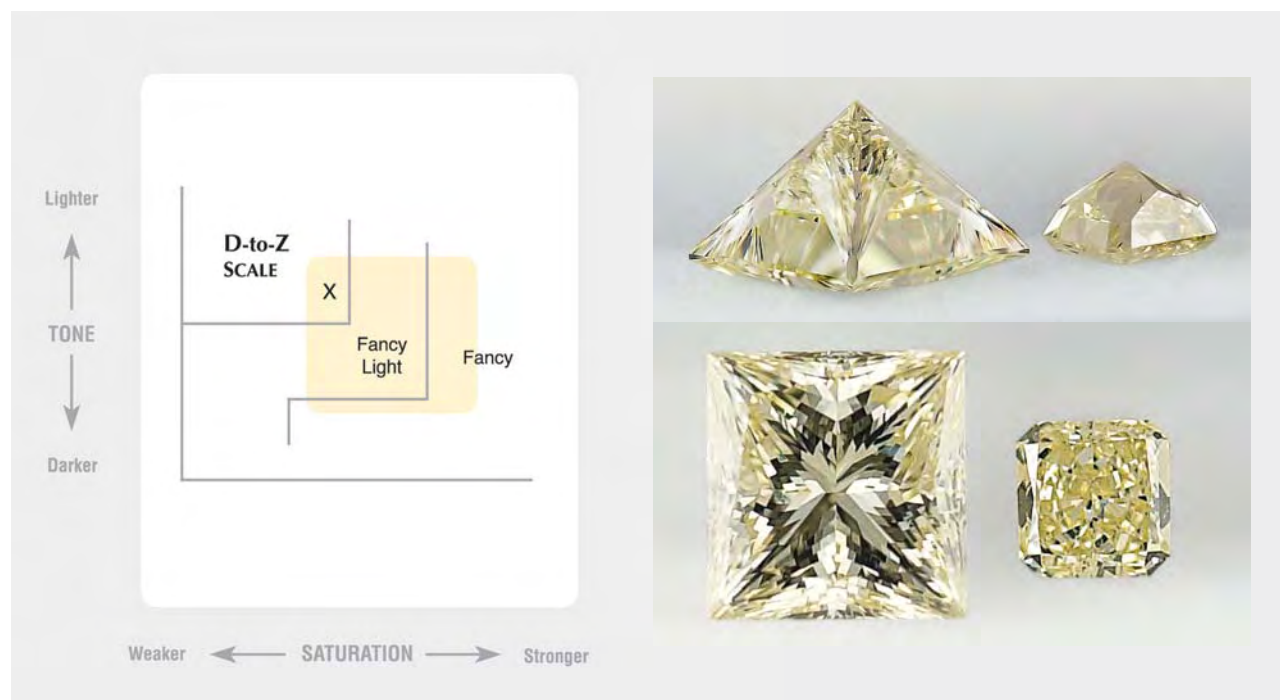 Lighter
TONE
Darker
D-to-Z
SCALE
X
Fancy
Light
Fancy
Weaker
SATURATION
Stronger